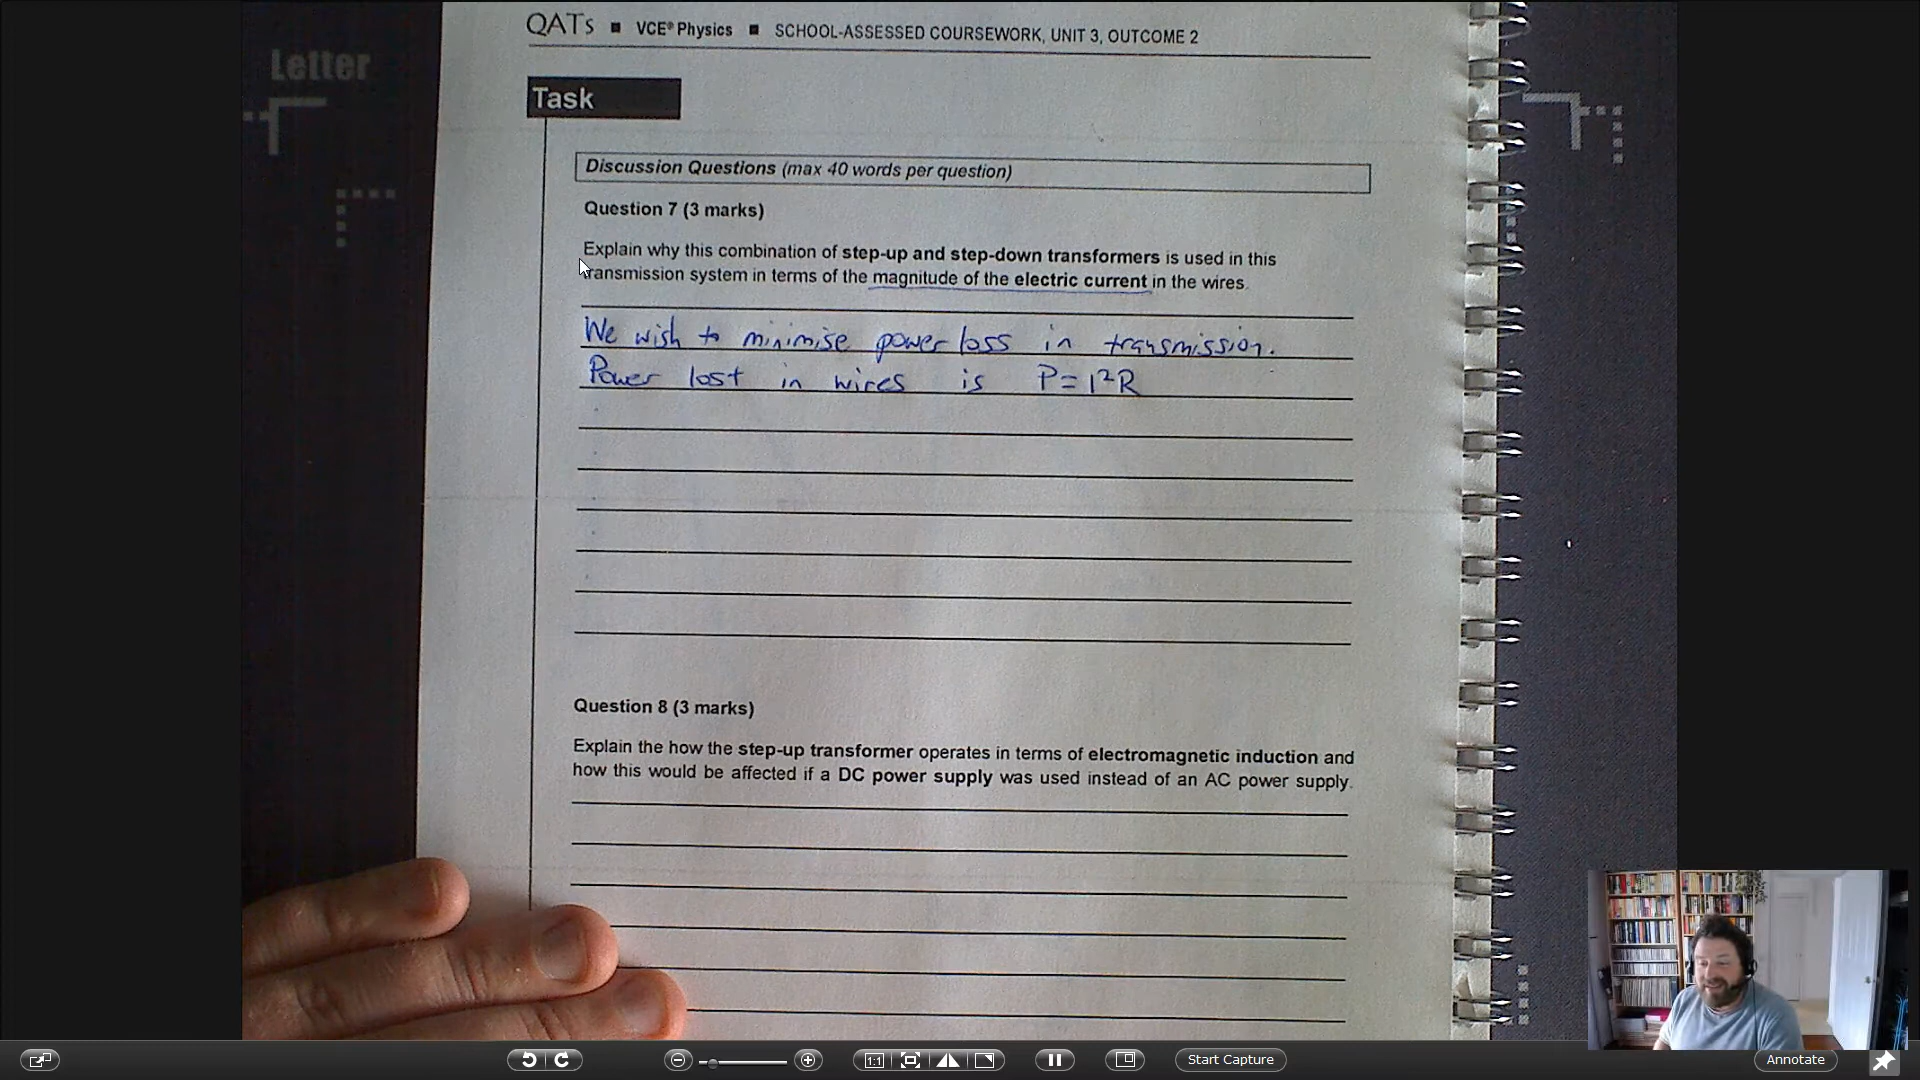 Letter
QATs ■ VCE® Physics ■ SCHOOL-ASSESSED COURSEWORK, UNIT 3, OUTCOME 2
Task
Discussion Questions (max 40 words per question)
Question 7 (3 marks)
Explain why this combination of step-up and step-down transformers is used in this
transmission system in terms of the magnitude of the electric current in the wires.
We wish to minimise power loss in transmission.
Power lost in wires is P=I²R
Question 8 (3 marks)
Explain the how the step-up transformer operates in terms of electromagnetic induction and
how this would be affected if a DC power supply was used instead of an AC power supply.
1:1
Start Capture
Annotate